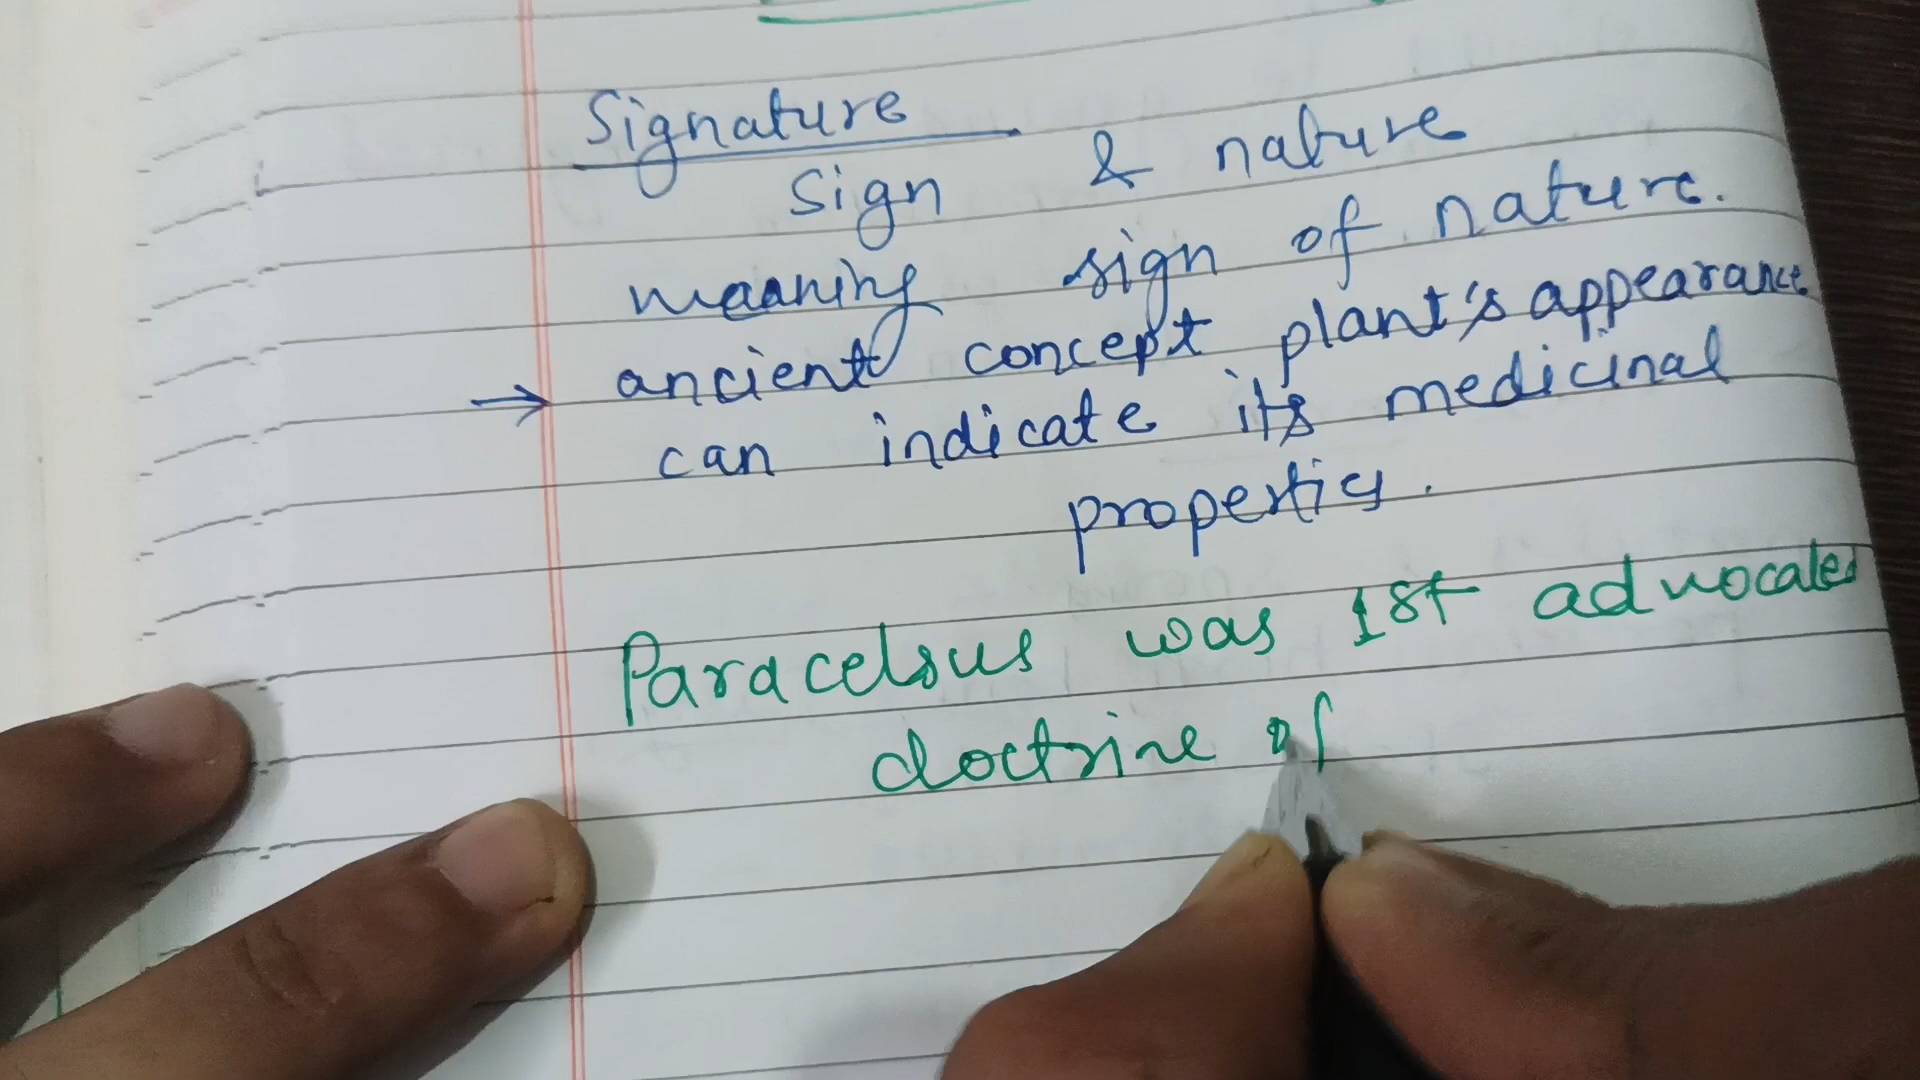 Signature
Sign & nature
meaning sign of nature.
ancient concept plant's appearance
→ can indicate its medicinal
properties.
Paracelsus was 1st advocated
doctrine of